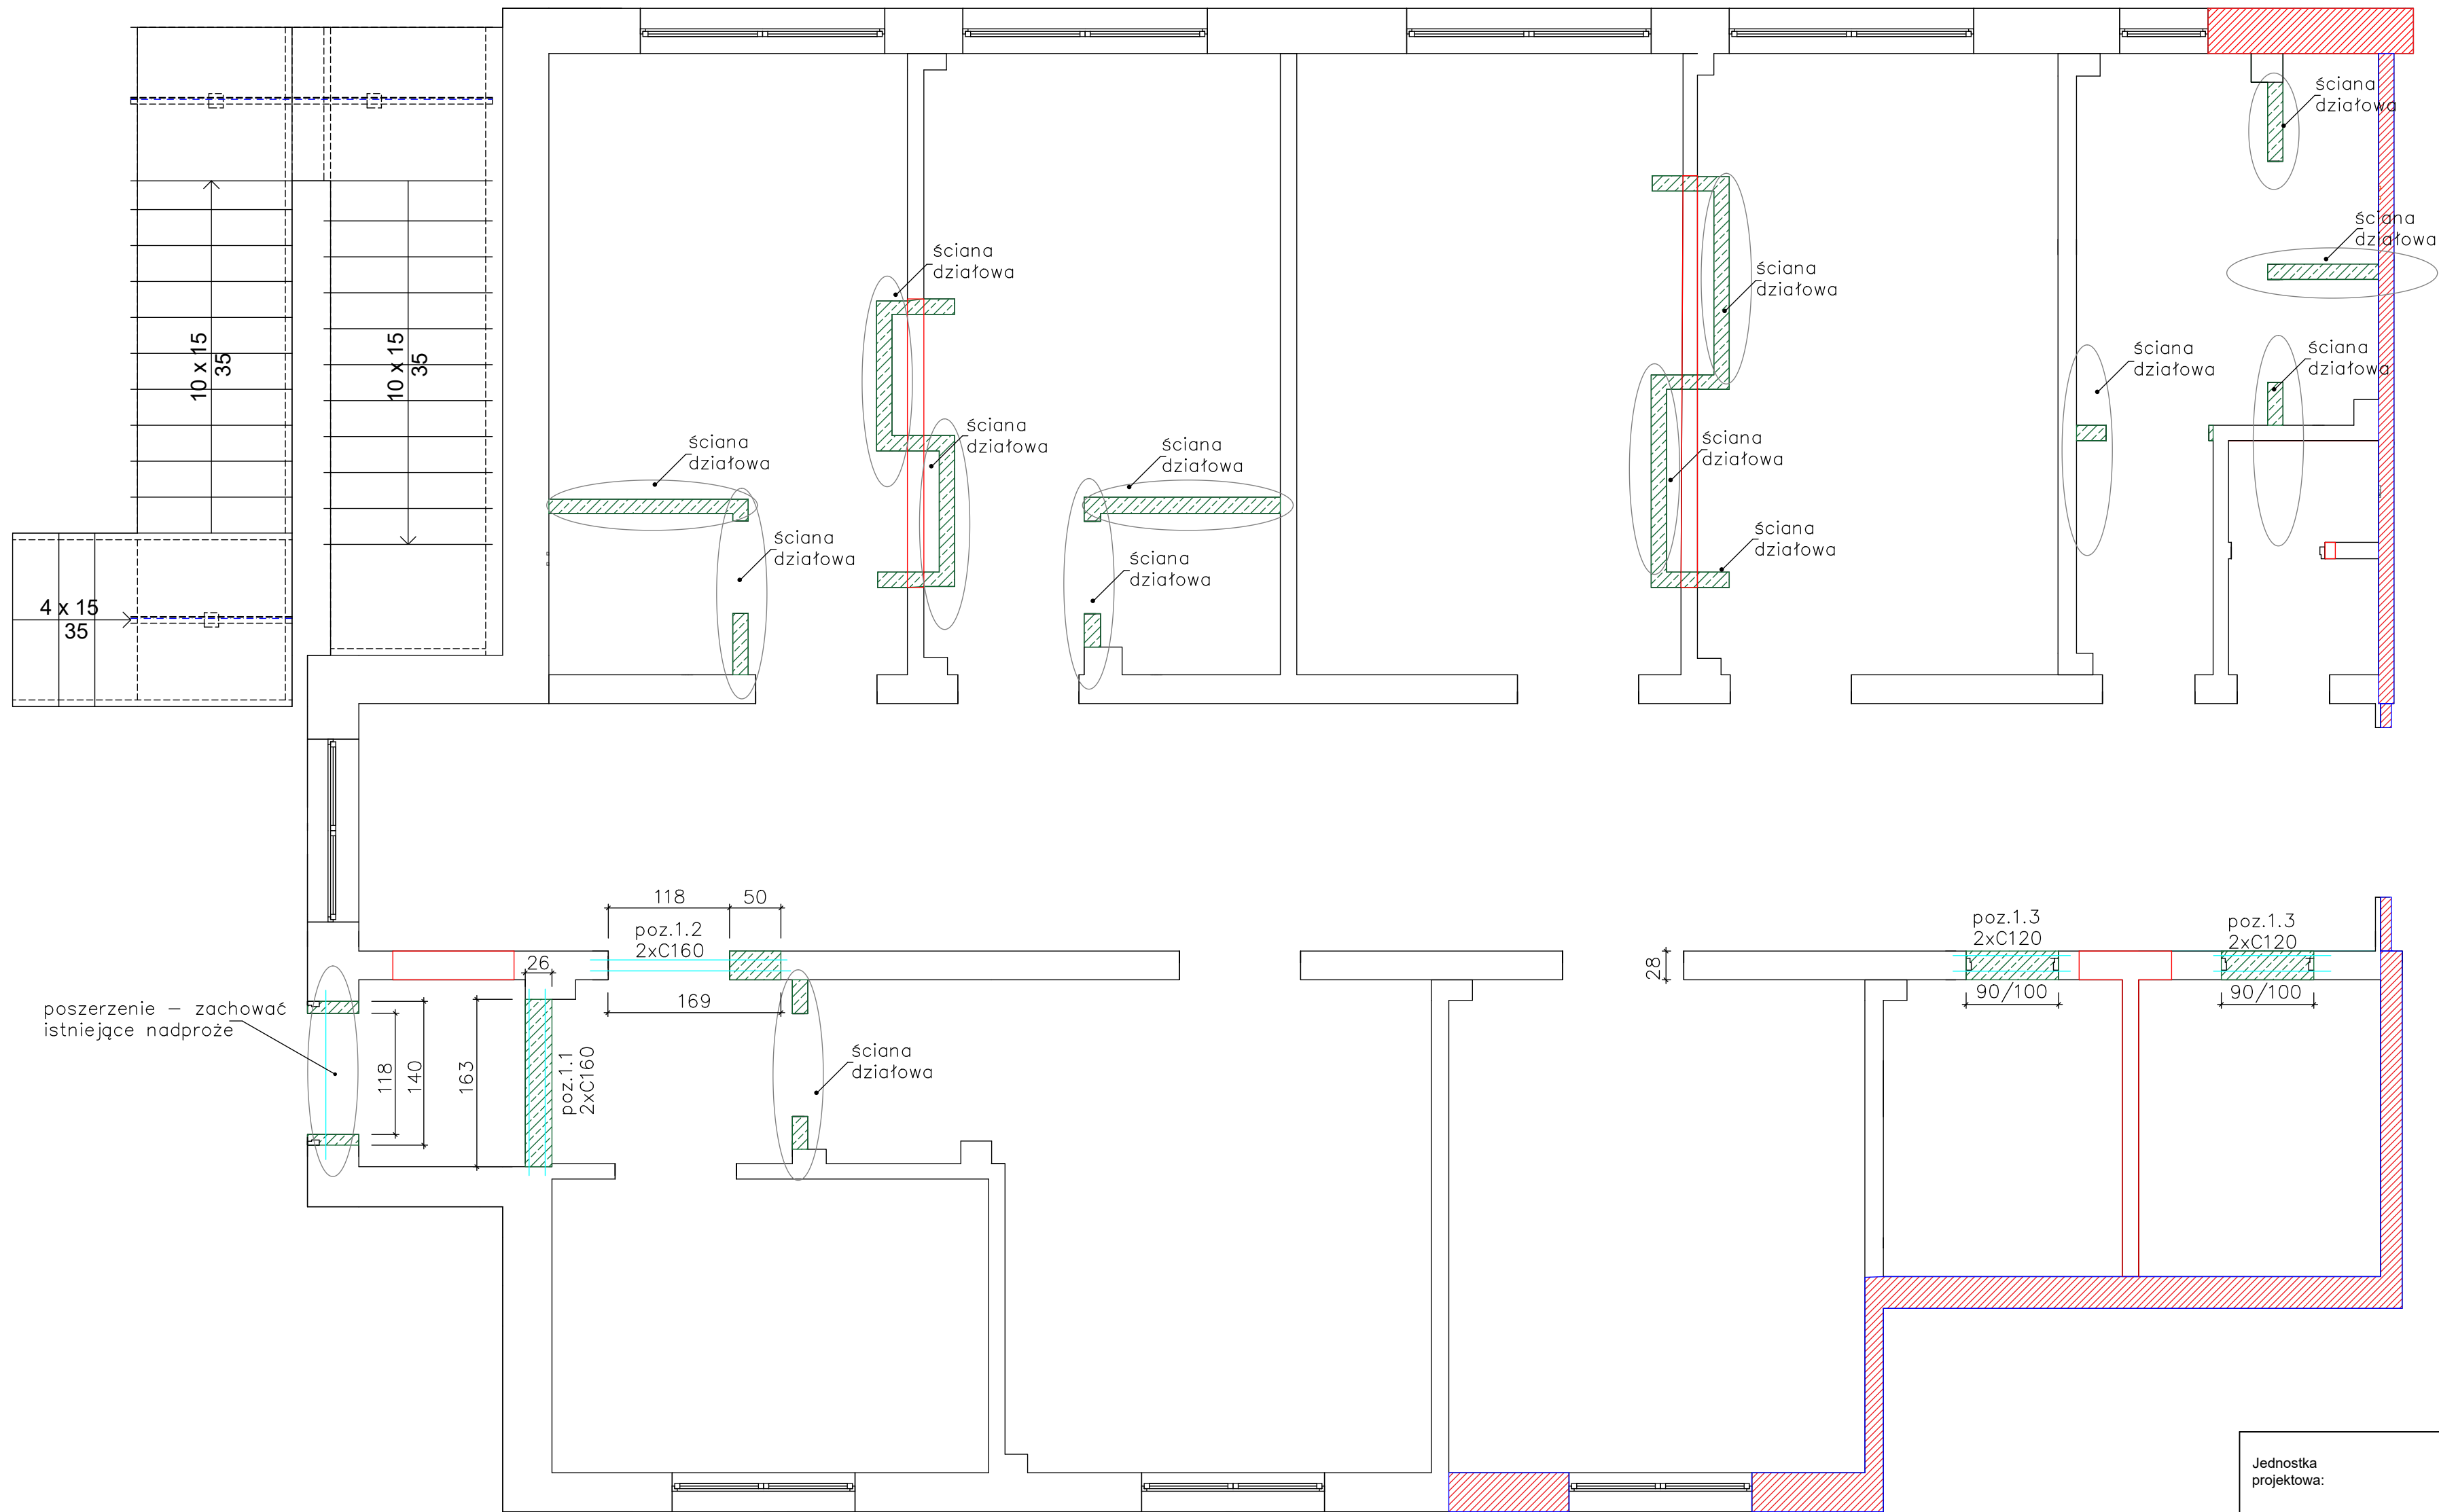 ściana
działowa
ściana
działowa
ściana
działowa
ściana
działowa
10 x 15
35
10 x 15
35
ściana
działowa
ściana
działowa
ściana
działowa
ściana
działowa
ściana
działowa
ściana
działowa
ściana
działowa
ściana
działowa
ściana
działowa
ściana
działowa
4 x 15
35
118
50
poz.1.2
2xC160
26
169
28
poz.1.3
2xC120
90/100
poz.1.3
2xC120
90/100
poszerzenie – zachować
istniejące nadproże
118
140
163
poz.1.1
2xC160
ściana
działowa
Jednostka
projektowa: